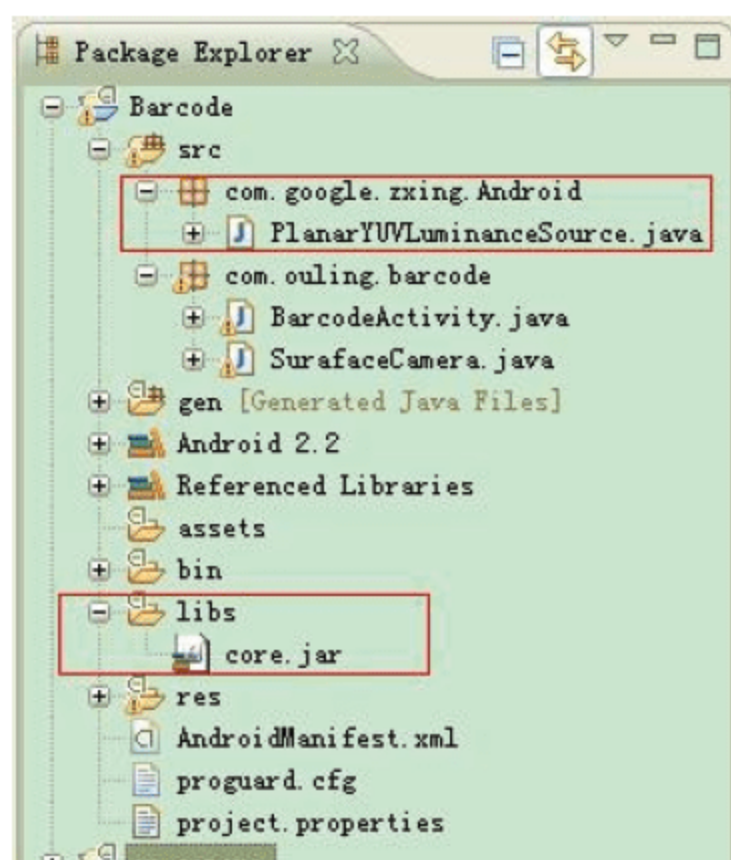 Package Explorer
Barcode
src
com.google.zxing.Android
PlanarYUVLuminanceSource.java
com.ouling.barcode
BarcodeActivity.java
SurafaceCamera.java
gen [Generated Java Files]
Android 2.2
Referenced Libraries
assets
bin
libs
core.jar
res
AndroidManifest.xml
proguard.cfg
project.properties